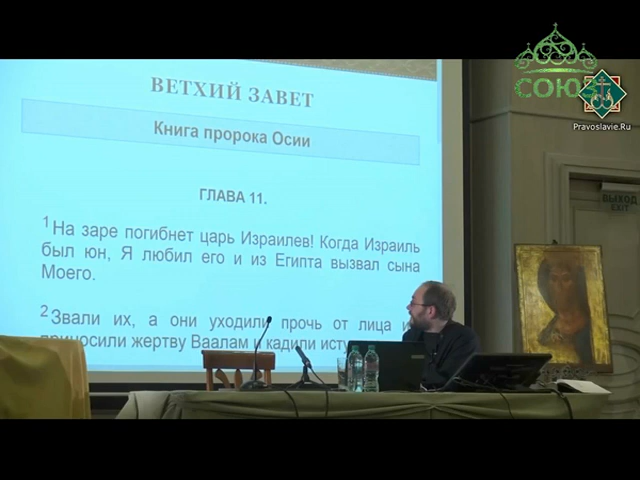 ВЕТХИЙ ЗАВЕТ
Книга пророка Осии
ГЛАВА 11.
1 На заре погибнет царь Израилев! Когда Израиль
был юн, Я любил его и из Египта вызвал сына
Моего.
2 Звали их, а они уходили прочь от лица
приносили жертву Ваалам и кадили
СОЮЗ
Pravoslavie.Ru
ВЫХОД
EXIT